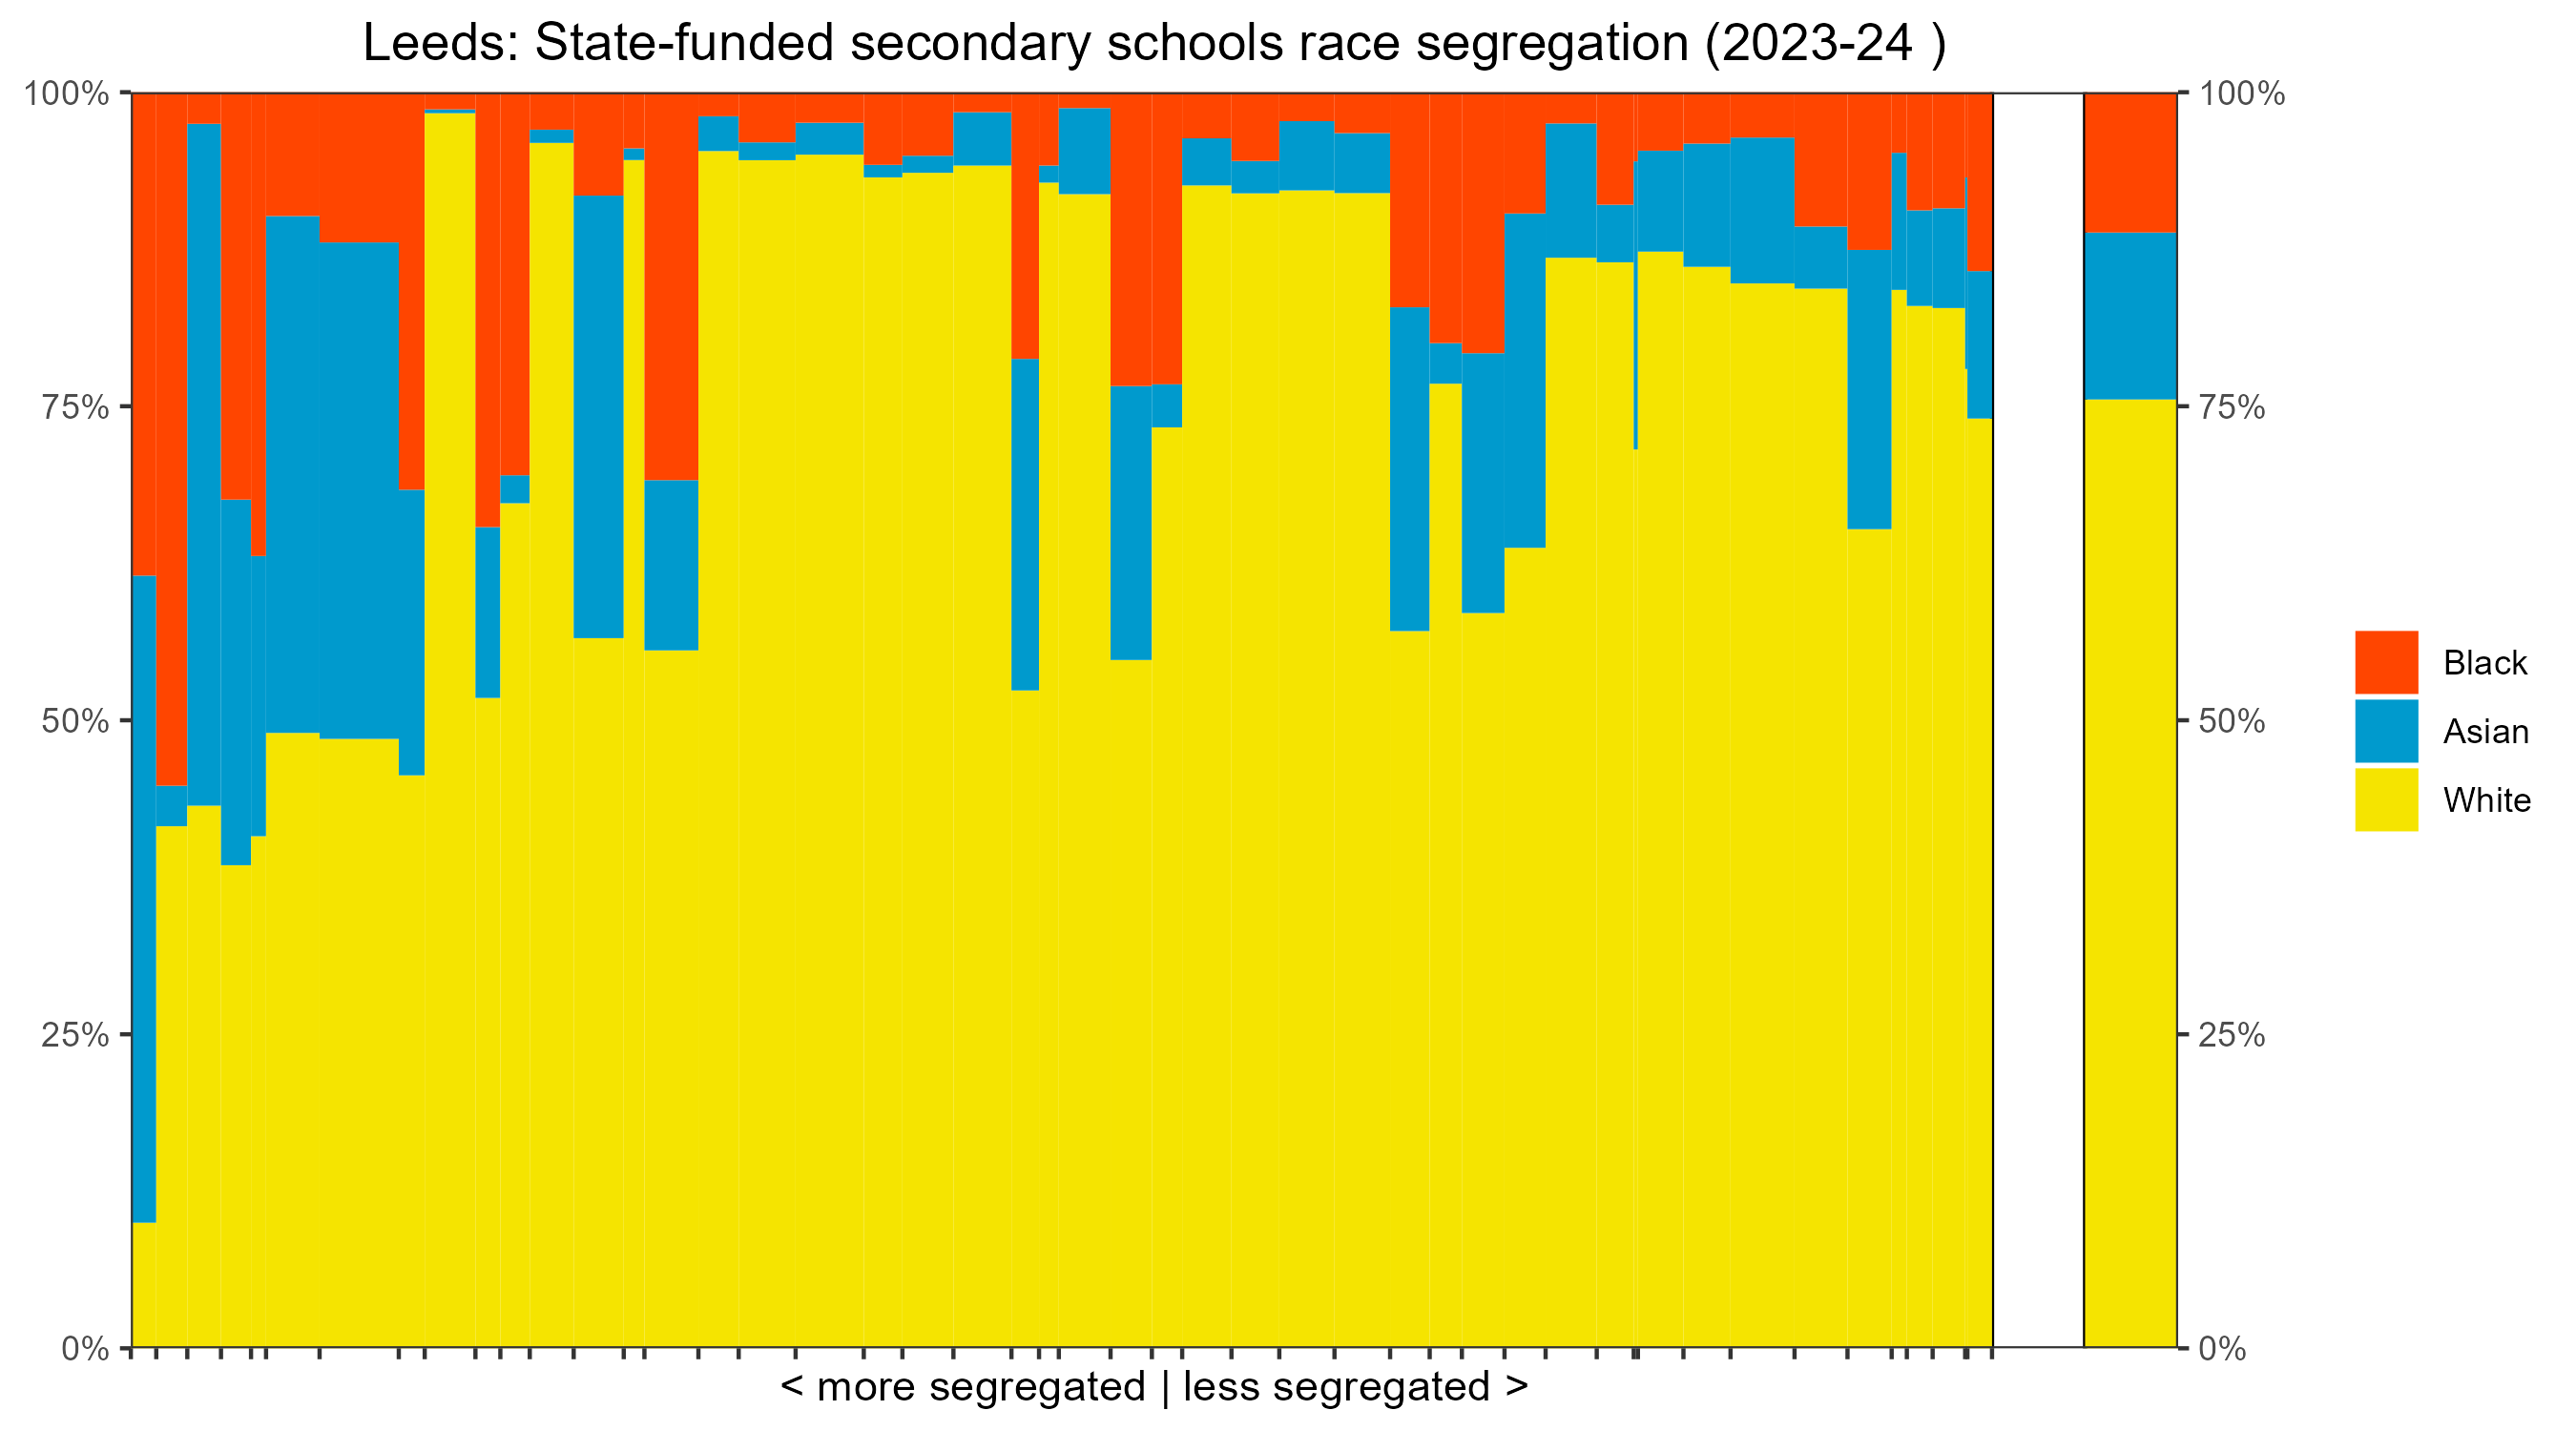 Leeds: State-funded secondary schools race segregation (2023-24 )
100%
75%
50%
25%
0%
100%
75%
50%
25%
0%
< more segregated | less segregated >
Black
Asian
White